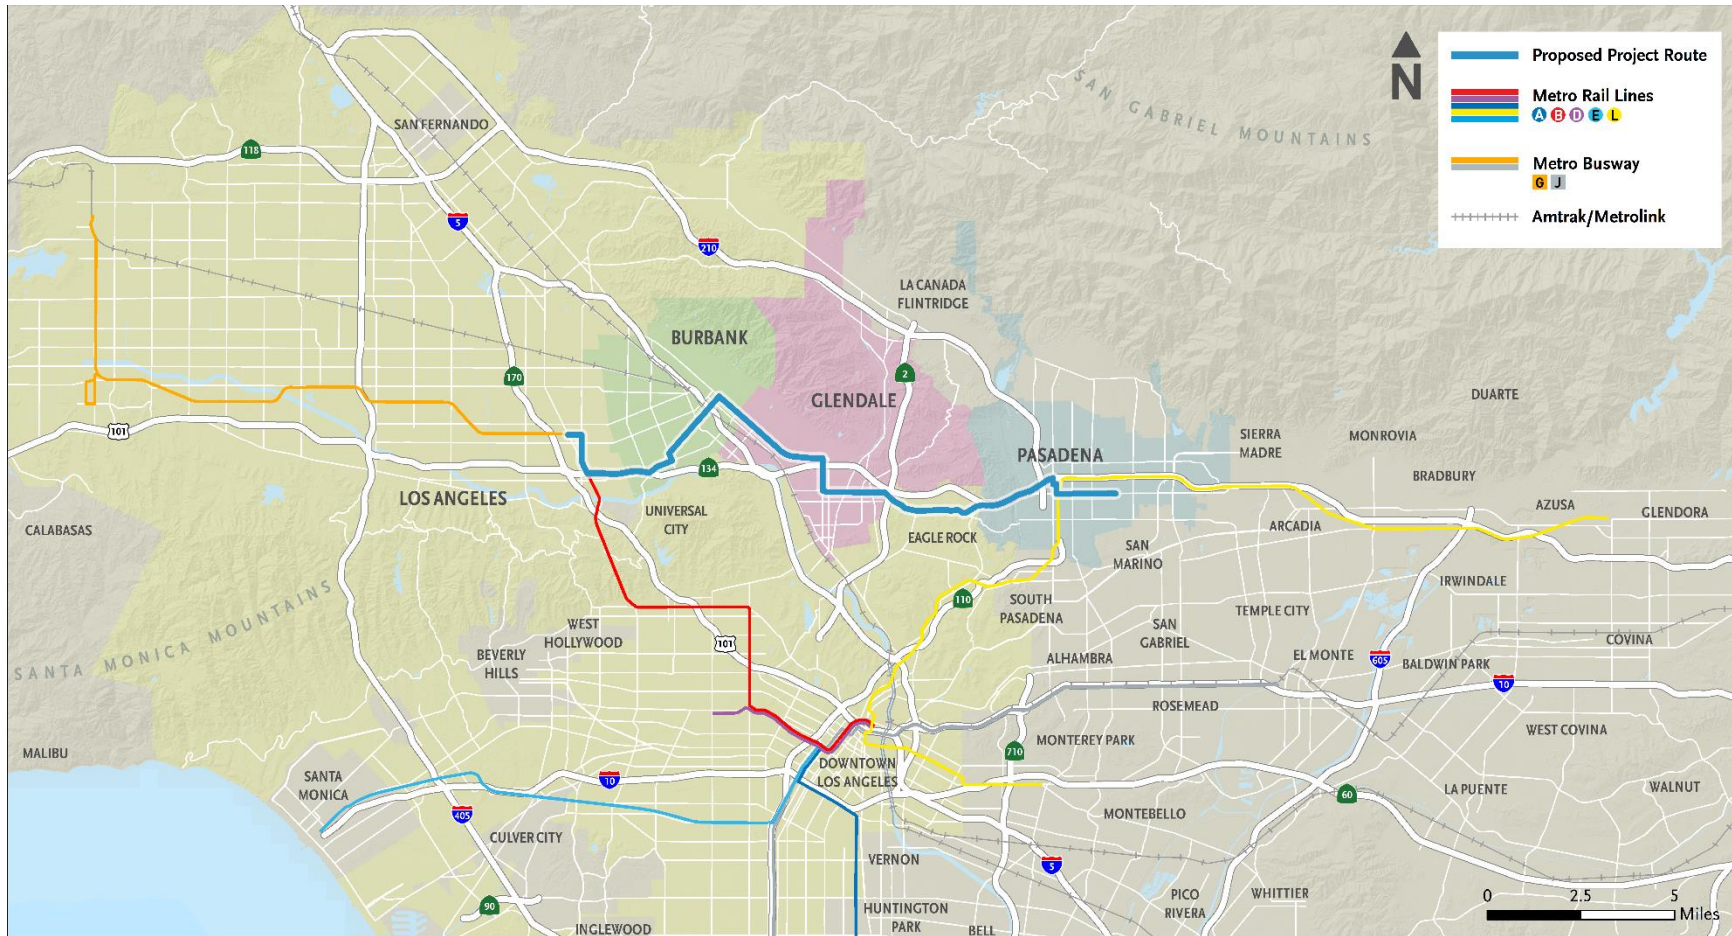 N
Proposed Project Route
Metro Rail Lines
A B D E L
Metro Busway
G J
Amtrak/Metrolink
SAN GABRIEL MOUNTAINS
SAN FERNANDO
118
5
210
LA CANADA
FLINTRIDGE
BURBANK
170
2
GLENDALE
DUARTE
101
SIERRA
MADRE
MONROVIA
PASADENA
134
BRADBURY
LOS ANGELES
UNIVERSAL
CITY
AZUSA
GLENDORA
CALABASAS
EAGLE ROCK
ARCADIA
SAN
MARINO
IRWINDALE
SANTA MONICA MOUNTAINS
110
SOUTH
PASADENA
TEMPLE CITY
WEST
HOLLYWOOD
SAN
GABRIEL
COVINA
101
BEVERLY
HILLS
ALHAMBRA
EL MONTE
605
BALDWIN PARK
10
ROSEMEAD
WEST COVINA
MALIBU
MONTEREY PARK
710
SANTA
MONICA
10
DOWNTOWN
LOS ANGELES
LA PUENTE
WALNUT
60
405
MONTEBELLO
CULVER CITY
VERNON
5
90
HUNTINGTON
PARK
PICO
RIVERA
WHITTIER
INGLEWOOD
BELL
0 2.5 5
Miles